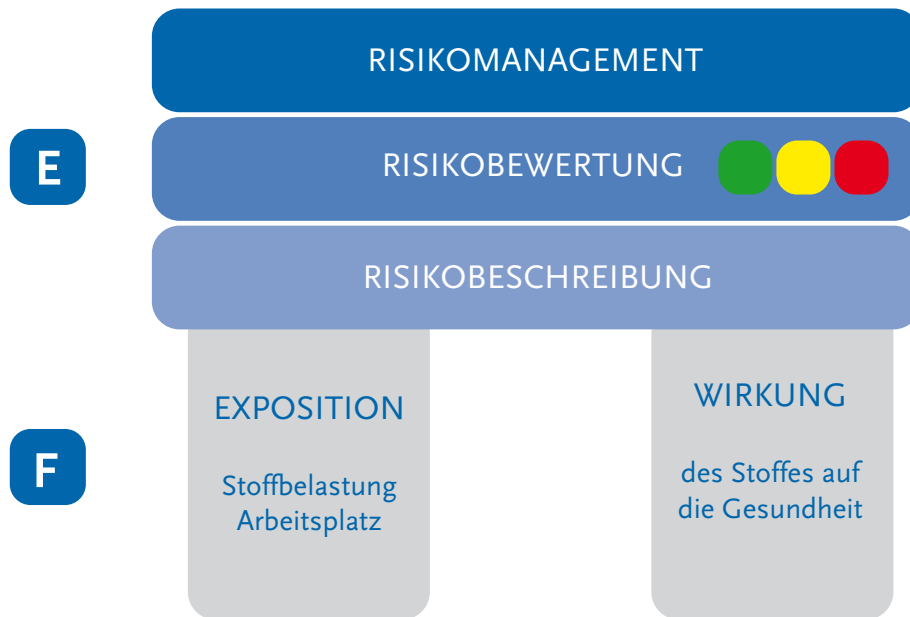 RISIKOMANAGEMENT
E
RISIKOBEWERTUNG
RISIKOBESCHREIBUNG
F
EXPOSITION
Stoffbelastung
Arbeitsplatz
WIRKUNG
des Stoffes auf
die Gesundheit